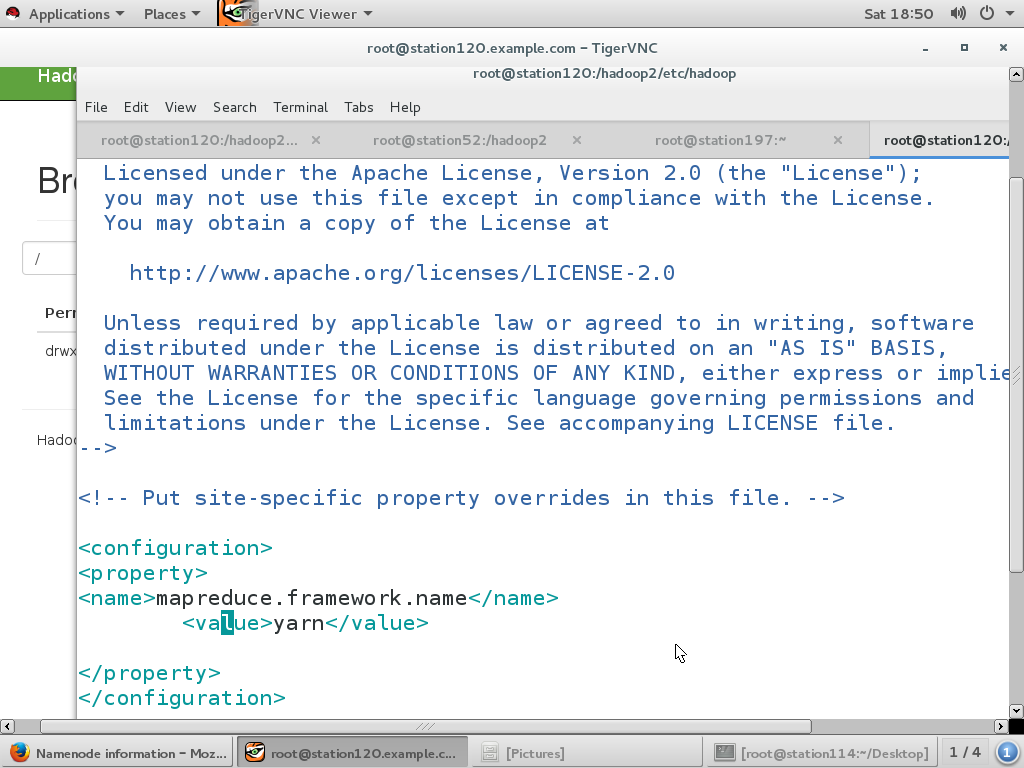 Applications
Places
TigerVNC Viewer
Sat 18:50
root@station120.example.com – TigerVNC
root@station120:/hadoop2/etc/hadoop
File Edit View Search Terminal Tabs Help
root@station120:/hadoop2...
root@station52:/hadoop2
root@station197:~
root@station120:/
Licensed under the Apache License, Version 2.0 (the "License");
you may not use this file except in compliance with the License.
You may obtain a copy of the License at
http://www.apache.org/licenses/LICENSE-2.0
Unless required by applicable law or agreed to in writing, software
distributed under the License is distributed on an "AS IS" BASIS,
WITHOUT WARRANTIES OR CONDITIONS OF ANY KIND, either express or implie
See the License for the specific language governing permissions and
limitations under the License. See accompanying LICENSE file.
-->
<!-- Put site-specific property overrides in this file. -->
<configuration>
<property>
<name>mapreduce.framework.name</name>
<value>yarn</value>
</property>
</configuration>
Hado
Bro
/
Perr
drwx
Hadoo
Namenode information – Moz...
root@station120.example.c...
[Pictures]
[root@station114:~/Desktop]
1 / 4
1